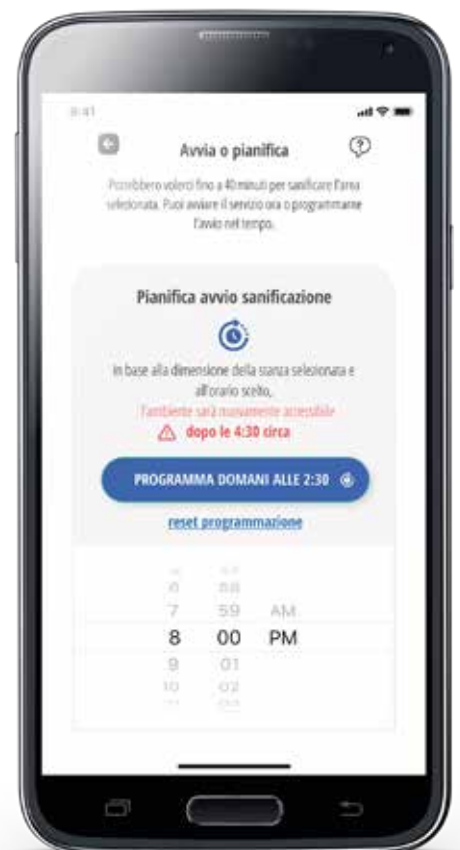 9:41
Avvia o pianifica
Potrebbero volerci fino a 40 minuti per sanificare l'area
selezionata. Puoi avviare il servizio ora o programmarne
l'avvio nel tempo.
Pianifica avvio sanificazione
In base alla dimensione della stanza selezionata e
all'orario scelto,
l'ambiente sarà nuovamente accessibile
dopo le 4:30 circa
PROGRAMMA DOMANI ALLE 2:30
reset programmazione
6 58
7 59 AM
8 00 PM
9 01
10 02